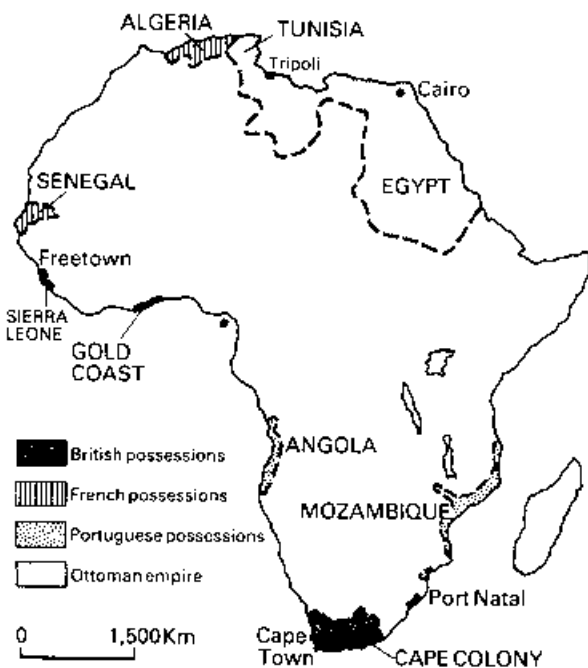 ALGERIA
TUNISIA
Tripoli
Cairo
SENEGAL
EGYPT
Freetown
SIERRA
LEONE
GOLD
COAST
British possessions
ANGOLA
French possessions
MOZAMBIQUE
Portuguese possessions
Ottoman empire
Port Natal
0 1,500Km
Cape
Town
CAPE COLONY